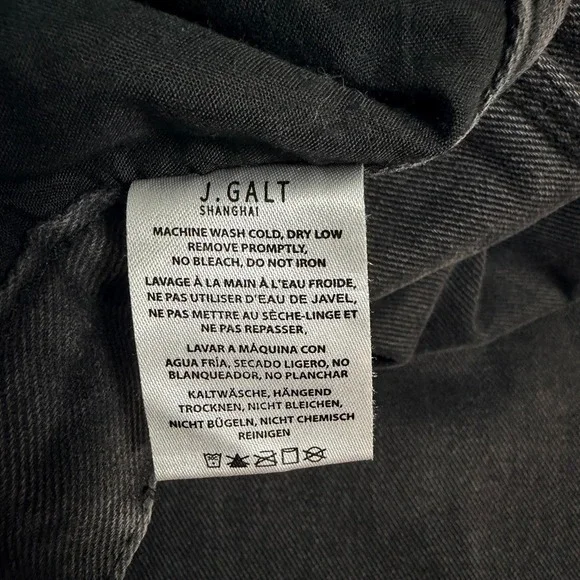 J.GALT
SHANGHAI
MACHINE WASH COLD, DRY LOW
REMOVE PROMPTLY,
NO BLEACH, DO NOT IRON
LAVAGE À LA MAIN À L'EAU FROIDE,
NE PAS UTILISER D'EAU DE JAVEL,
NE PAS METTRE AU SÈCHE-LINGE ET
NE PAS REPASSER,
LAVAR A MÁQUINA CON
AGUA FRÍA, SECADO LIGERO, NO
BLANQUEADOR, NO PLANCHAR
KALTWÄSCHE, HÄNGEND
TROCKNEN, NICHT BLEICHEN,
NICHT BÜGELN, NICHT CHEMISCH
REINIGEN